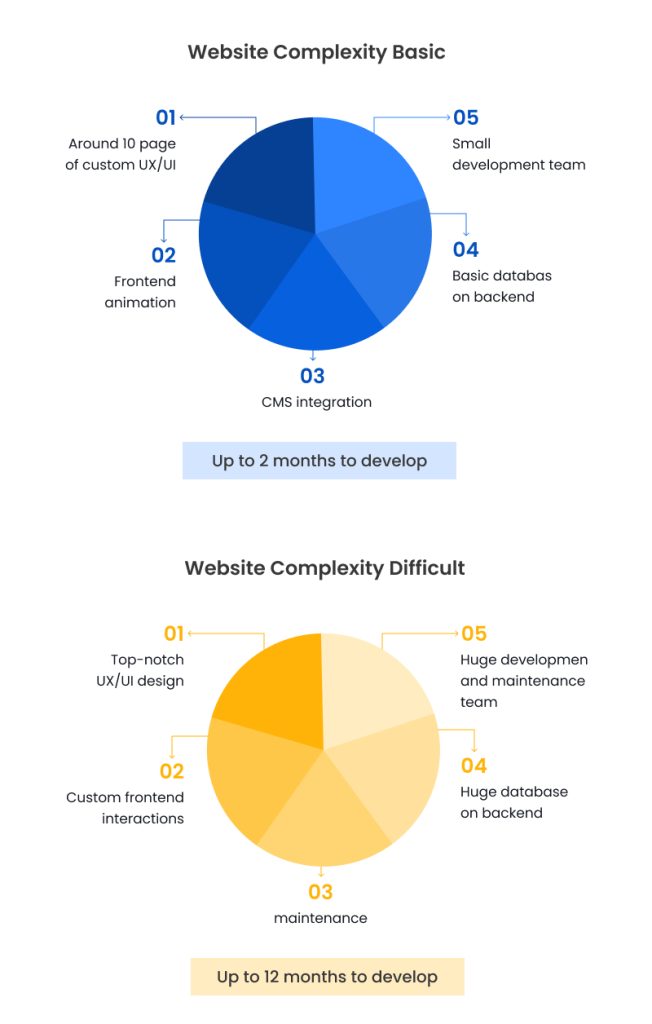 Website Complexity Basic
01
Around 10 page
of custom UX/UI
02
Frontend
animation
03
CMS integration
04
Basic databas
on backend
05
Small
development team
Up to 2 months to develop
Website Complexity Difficult
01
Top-notch
UX/UI design
02
Custom frontend
interactions
03
maintenance
04
Huge database
on backend
05
Huge developmen
and maintenance
team
Up to 12 months to develop